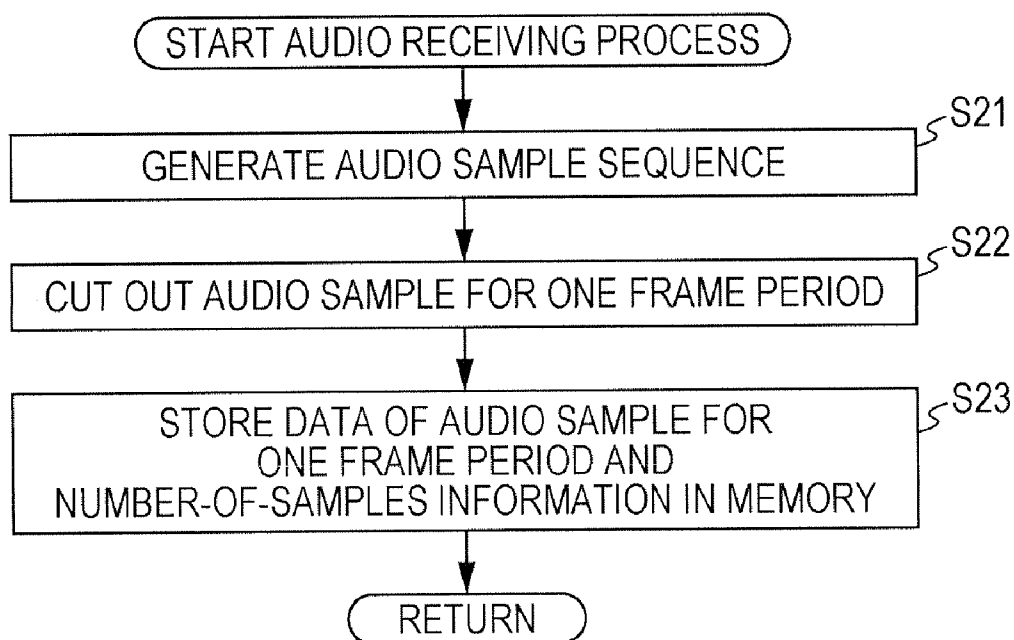 START AUDIO RECEIVING PROCESS
S21
GENERATE AUDIO SAMPLE SEQUENCE
S22
CUT OUT AUDIO SAMPLE FOR ONE FRAME PERIOD
S23
STORE DATA OF AUDIO SAMPLE FOR
ONE FRAME PERIOD AND
NUMBER-OF-SAMPLES INFORMATION IN MEMORY
RETURN